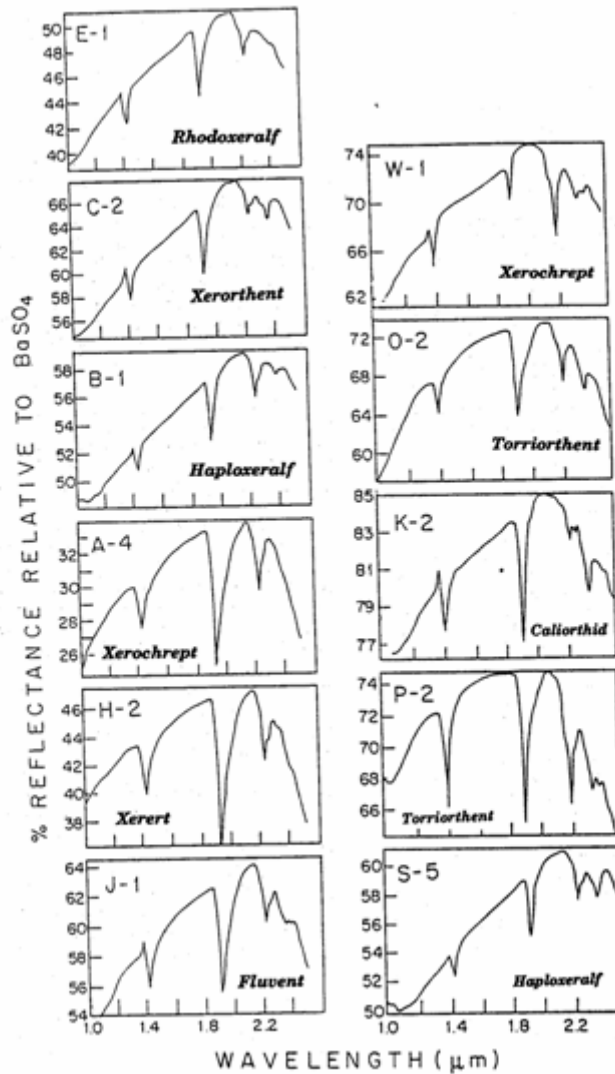 % REFLECTANCE RELATIVE TO BaSO4
E-1
50
48
46
44
42
40
Rhodoxeralf
C-2
66
64
62
60
58
56
54
Xerorthent
B-1
58
56
54
52
50
Haploxeralf
A-4
32
30
28
26
Xerochrept
H-2
46
44
42
40
38
36
Xerert
J-1
64
62
60
58
56
54
Fluvent
1.0 1.4 1.8 2.2
W-1
74
70
66
62
Xerochrept
O-2
72
68
64
60
Torriorthent
K-2
85
83
81
79
77
Caliorthid
P-2
74
72
70
68
66
Torriorthent
S-5
60
58
56
54
52
50
Haploxeralf
1.0 1.4 1.8 2.2
WAVELENGTH (μm)